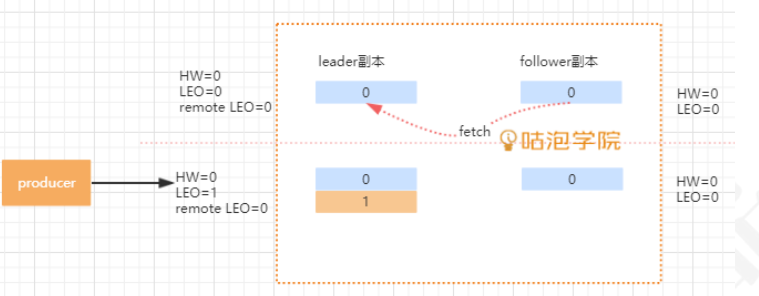 leader副本
follower副本
HW=0
LEO=0
remote LEO=0
0
0
HW=0
LEO=0
fetch
咕泡学院
producer
HW=0
LEO=1
remote LEO=0
0
1
0
HW=0
LEO=0